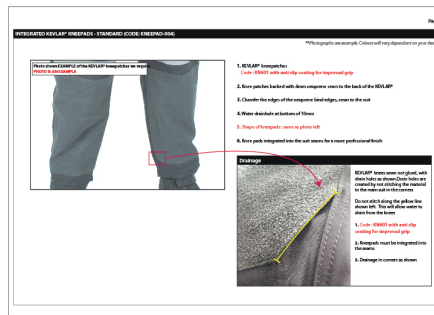 Pa
INTEGRATED KEVLAR® KNEEPADS - STANDARD (CODE: KNEEPAD-004)
**Photographs are example. Colours will vary dependant on your des
Photo shows EXAMPLE of the KEVLAR® kneepatches we require
PHOTO IS AN EXAMPLE
1. KEVLAR® kneepatches
Code : KN601 with anti slip coating for improved grip
2. Knee patches backed with 4mm neoprene sewn to the back of the KEVLAR®
3. Chamfer the edges of the neoprene bind edges, sewn to the suit
4. Water drainhole at bottom of 10mm
5. Shape of kneepads : same as photo left
6. Knee pads integrated into the suit seams for a more professional finish
Drainage
KEVLAR® knees sewn not glued, with
drain holes as shown. Drain holes are
created by not stitching the material
to the main suit in the corners
Do not stitch along the yellow line
shown left. This will allow water to
drain from the knees
1. Code : KN601 with anti slip
coating for improved grip
2. Kneepads must be integrated into
the seams
3. Drainage in corners as shown